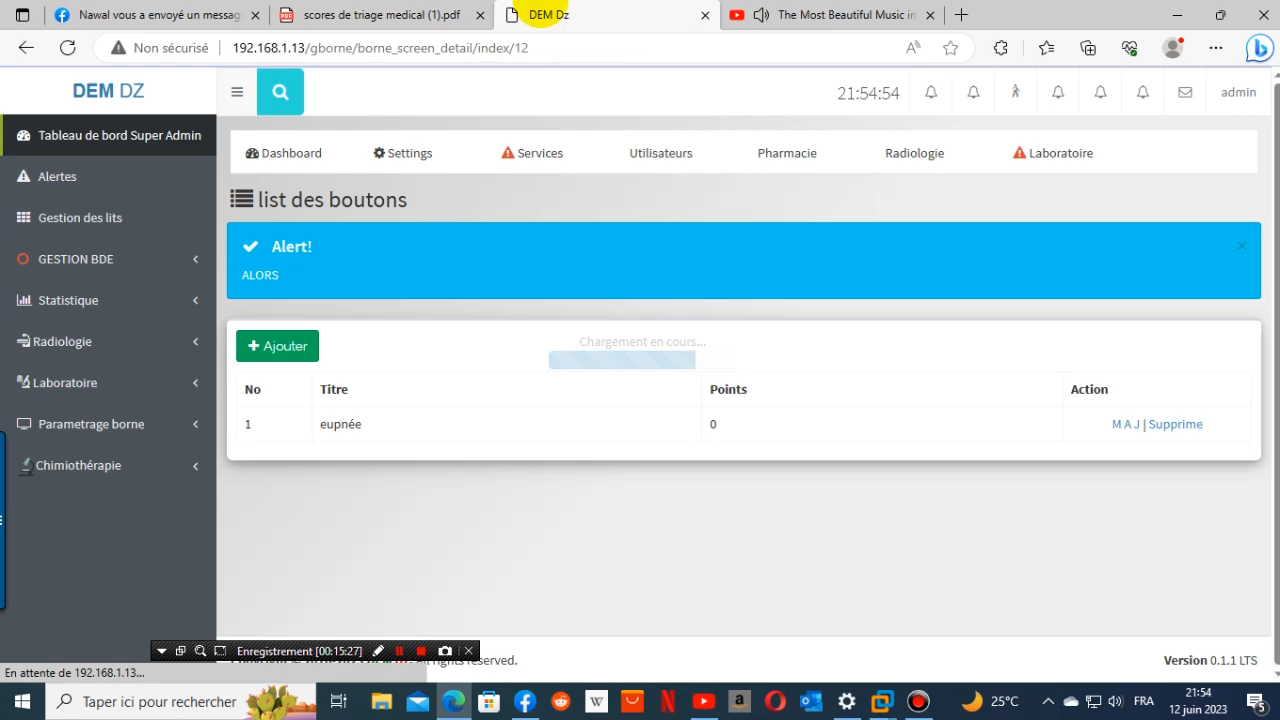 Nawal vous a envoyé un messag
scores de triage medical (1).pdf
DEM Dz
The Most Beautiful Music in
Non sécurisé
192.168.1.13/gborne/borne_screen_detail/index/12
DEM DZ
21:54:54
admin
Tableau de bord Super Admin
Alertes
Gestion des lits
GESTION BDE
Statistique
Radiologie
Laboratoire
Parametrage borne
Chimiothérapie
Dashboard Settings Services Utilisateurs Pharmacie Radiologie Laboratoire
list des boutons
Alert!
ALORS
Ajouter
Chargement en cours...
No Titre Points Action
1 eupnée 0 M A J | Supprime
Enregistrement [00:15:27]
rights reserved.
Version 0.1.1 LTS
En attente de 192.168.1.13...
Taper ici pour rechercher
25°C
FRA
21:54
12 juin 2023
5